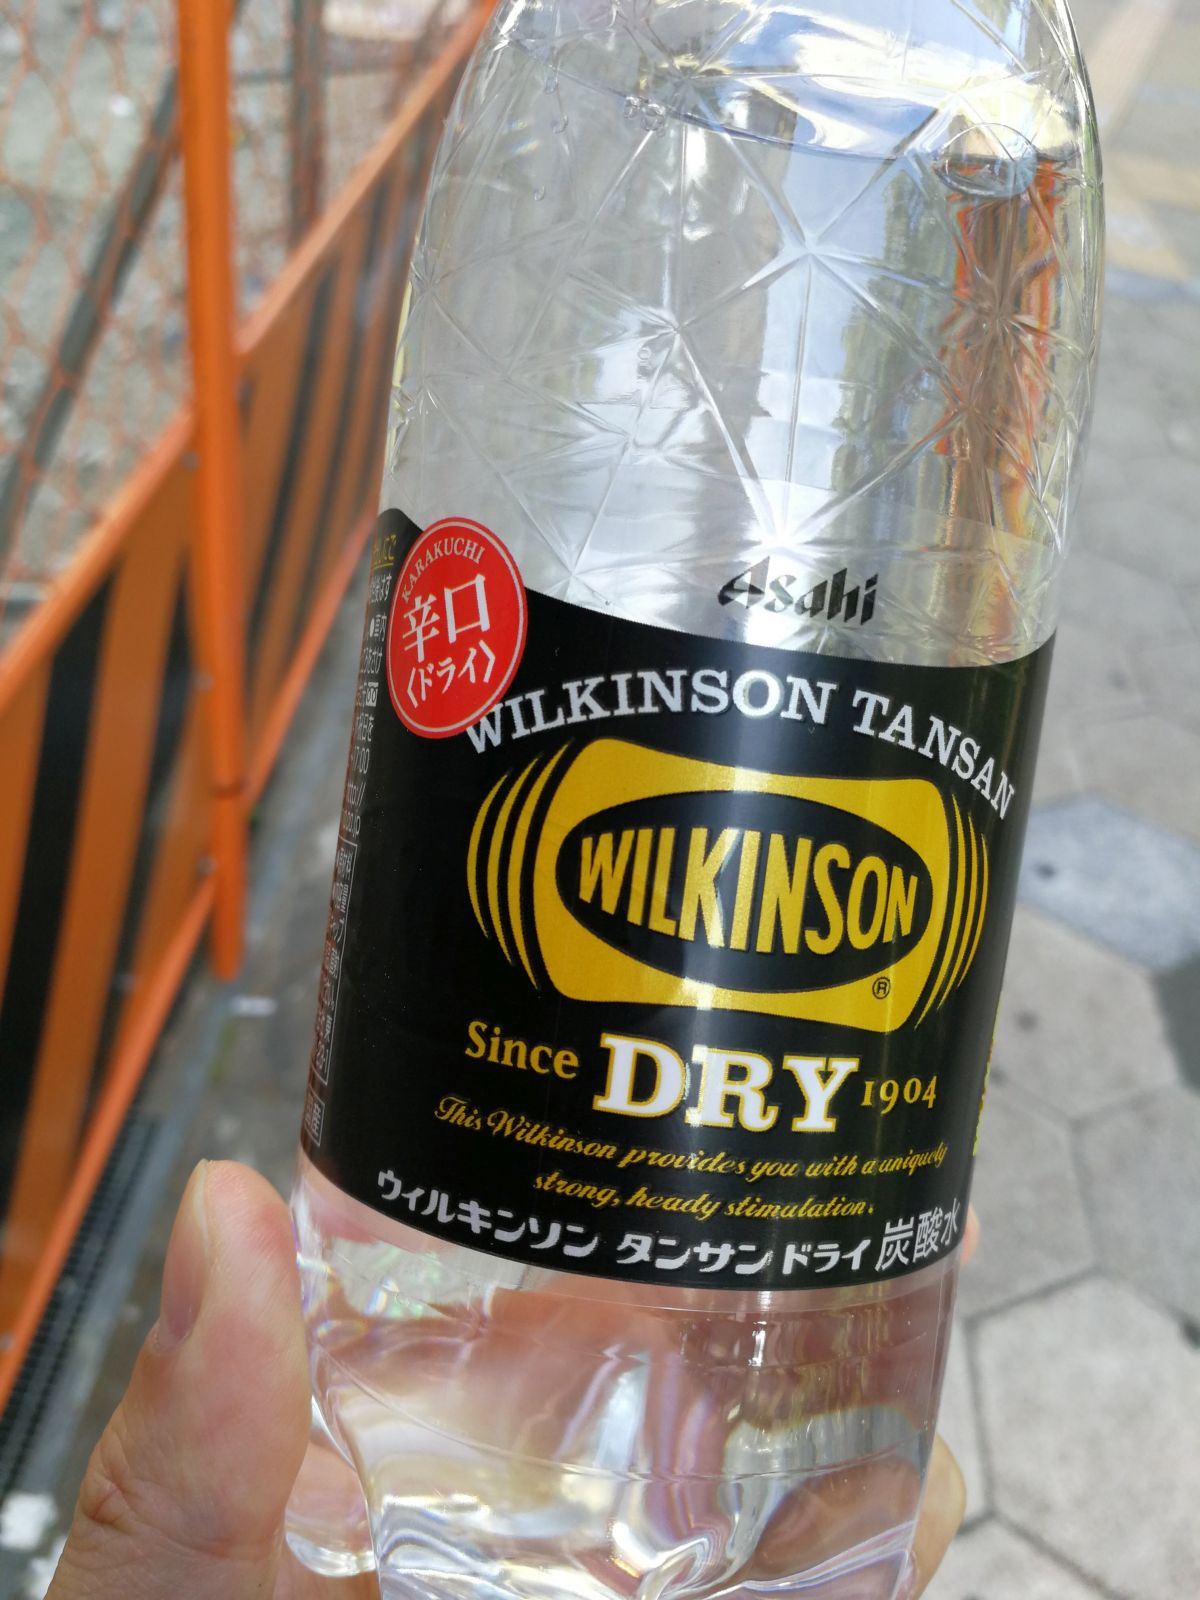 Asahi
KARAKUCHI
辛口
〈ドライ〉
WILKINSON TANSAN
WILKINSON
®
Since DRY 1904
This Wilkinson provides you with a uniquely
strong, heady stimulation.
ウィルキンソン タンサン ドライ 炭酸水